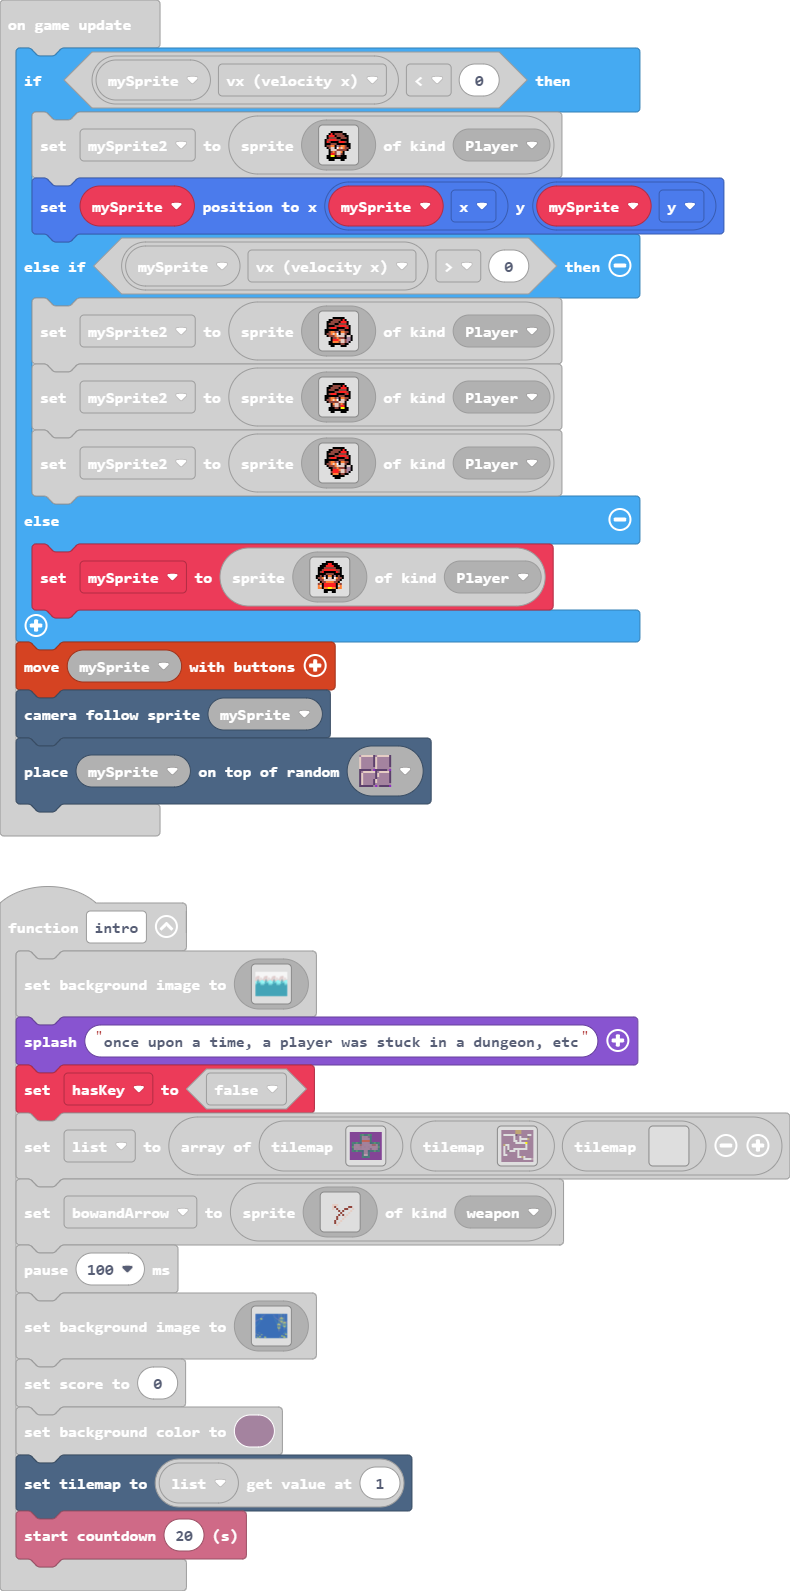 on game update
if mySprite vx (velocity x) < 0 then
set mySprite2 to sprite of kind Player
set mySprite position to x mySprite x y mySprite y
else if mySprite vx (velocity x) > 0 then
set mySprite2 to sprite of kind Player
set mySprite2 to sprite of kind Player
set mySprite2 to sprite of kind Player
else
set mySprite to sprite of kind Player
move mySprite with buttons
camera follow sprite mySprite
place mySprite on top of random
function intro
set background image to
splash "once upon a time, a player was stuck in a dungeon, etc"
set hasKey to false
set list to array of tilemap tilemap tilemap
set bowandArrow to sprite of kind weapon
pause 100 ms
set background image to
set score to 0
set background color to
set tilemap to list get value at 1
start countdown 20 (s)